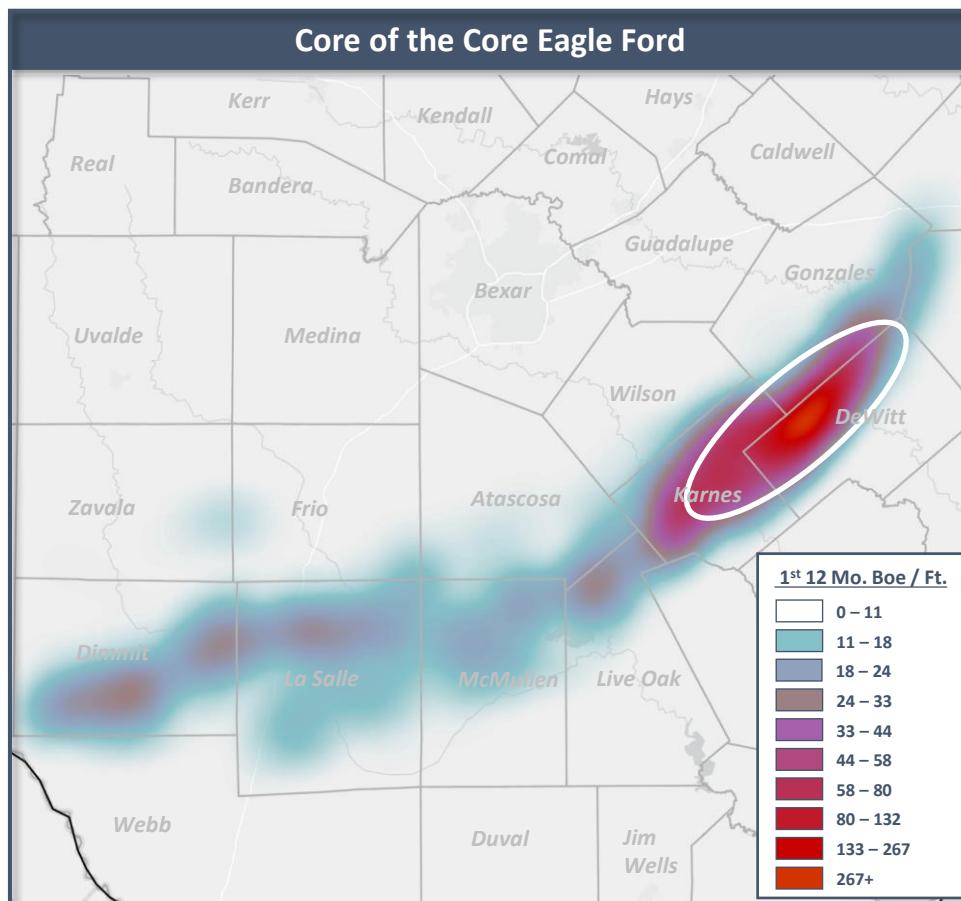 Core of the Core Eagle Ford
Kerr
Kendall
Hays
Real
Comal
Caldwell
Bandera
Guadalupe
Gonzales
Bexar
Uvalde
Medina
Wilson
DeWitt
Zavala
Frio
Atascosa
Karnes
Dimmit
La Salle
McMullen
Live Oak
Webb
Duval
Jim
Wells
1st 12 Mo. Boe / Ft.
0 – 11
11 – 18
18 – 24
24 – 33
33 – 44
44 – 58
58 – 80
80 – 132
133 – 267
267+